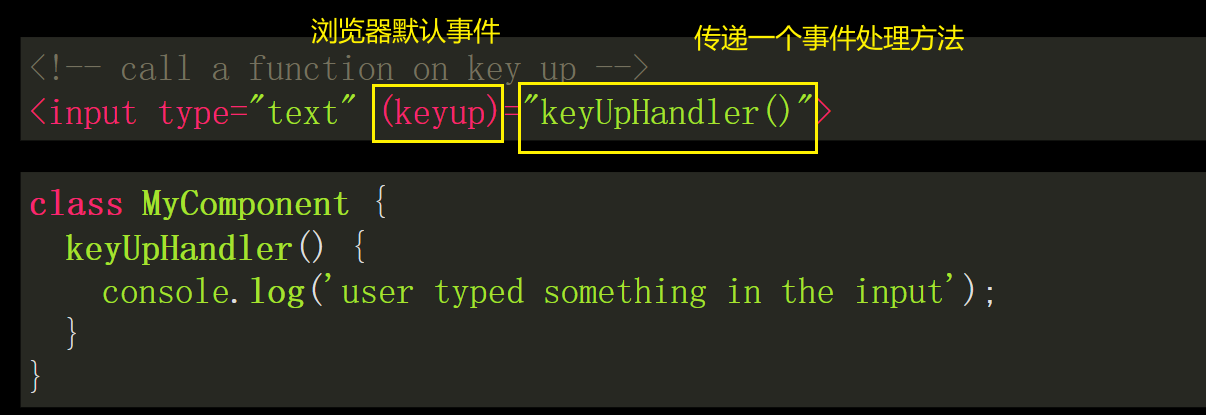 浏览器默认事件
传递一个事件处理方法
<!-- call a function on key up -->
<input type="text" (keyup)="keyUpHandler()">
class MyComponent {
  keyUpHandler() {
    console.log('user typed something in the input');
  }
}